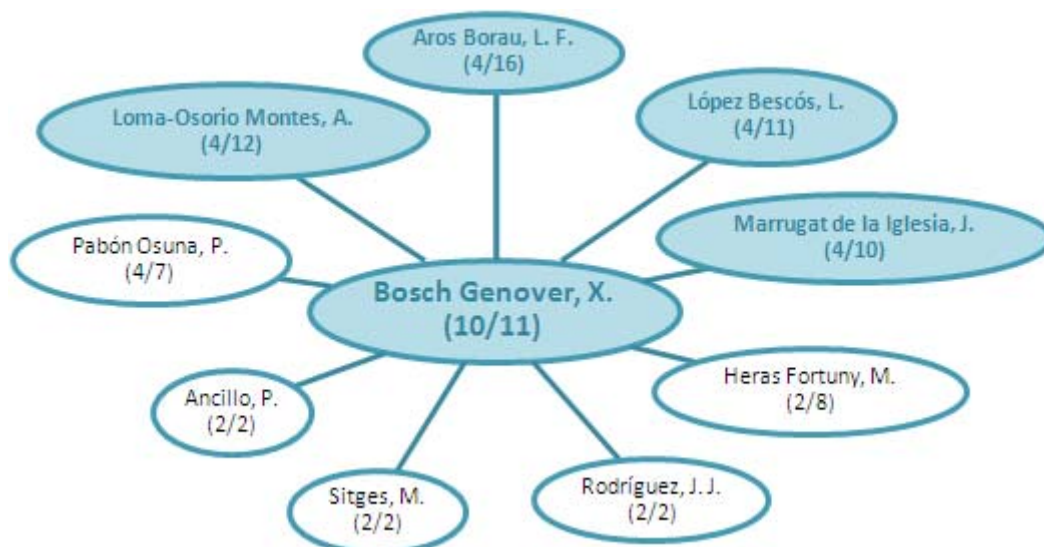 Aros Borau, L. F.
(4/16)
Loma-Osorio Montes, A.
(4/12)
López Bescós, L.
(4/11)
Marrugat de la Iglesia, J.
(4/10)
Pabón Osuna, P.
(4/7)
Bosch Genover, X.
(10/11)
Heras Fortuny, M.
(2/8)
Ancillo, P.
(2/2)
Rodríguez, J. J.
(2/2)
Sitges, M.
(2/2)